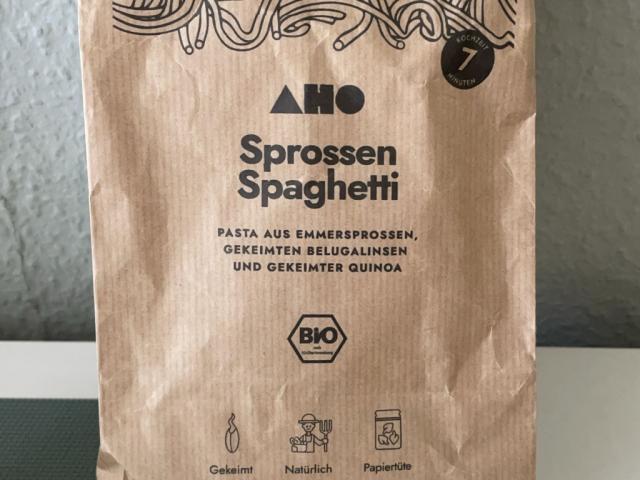 KOCHZEIT
7
MINUTEN
AHO
Sprossen
Spaghetti
PASTA AUS EMMERSPROSSEN,
GEKEIMTEN BELUGALINSEN
UND GEKEIMTER QUINOA
BIO
Gekeimt Natürlich Papiertüte